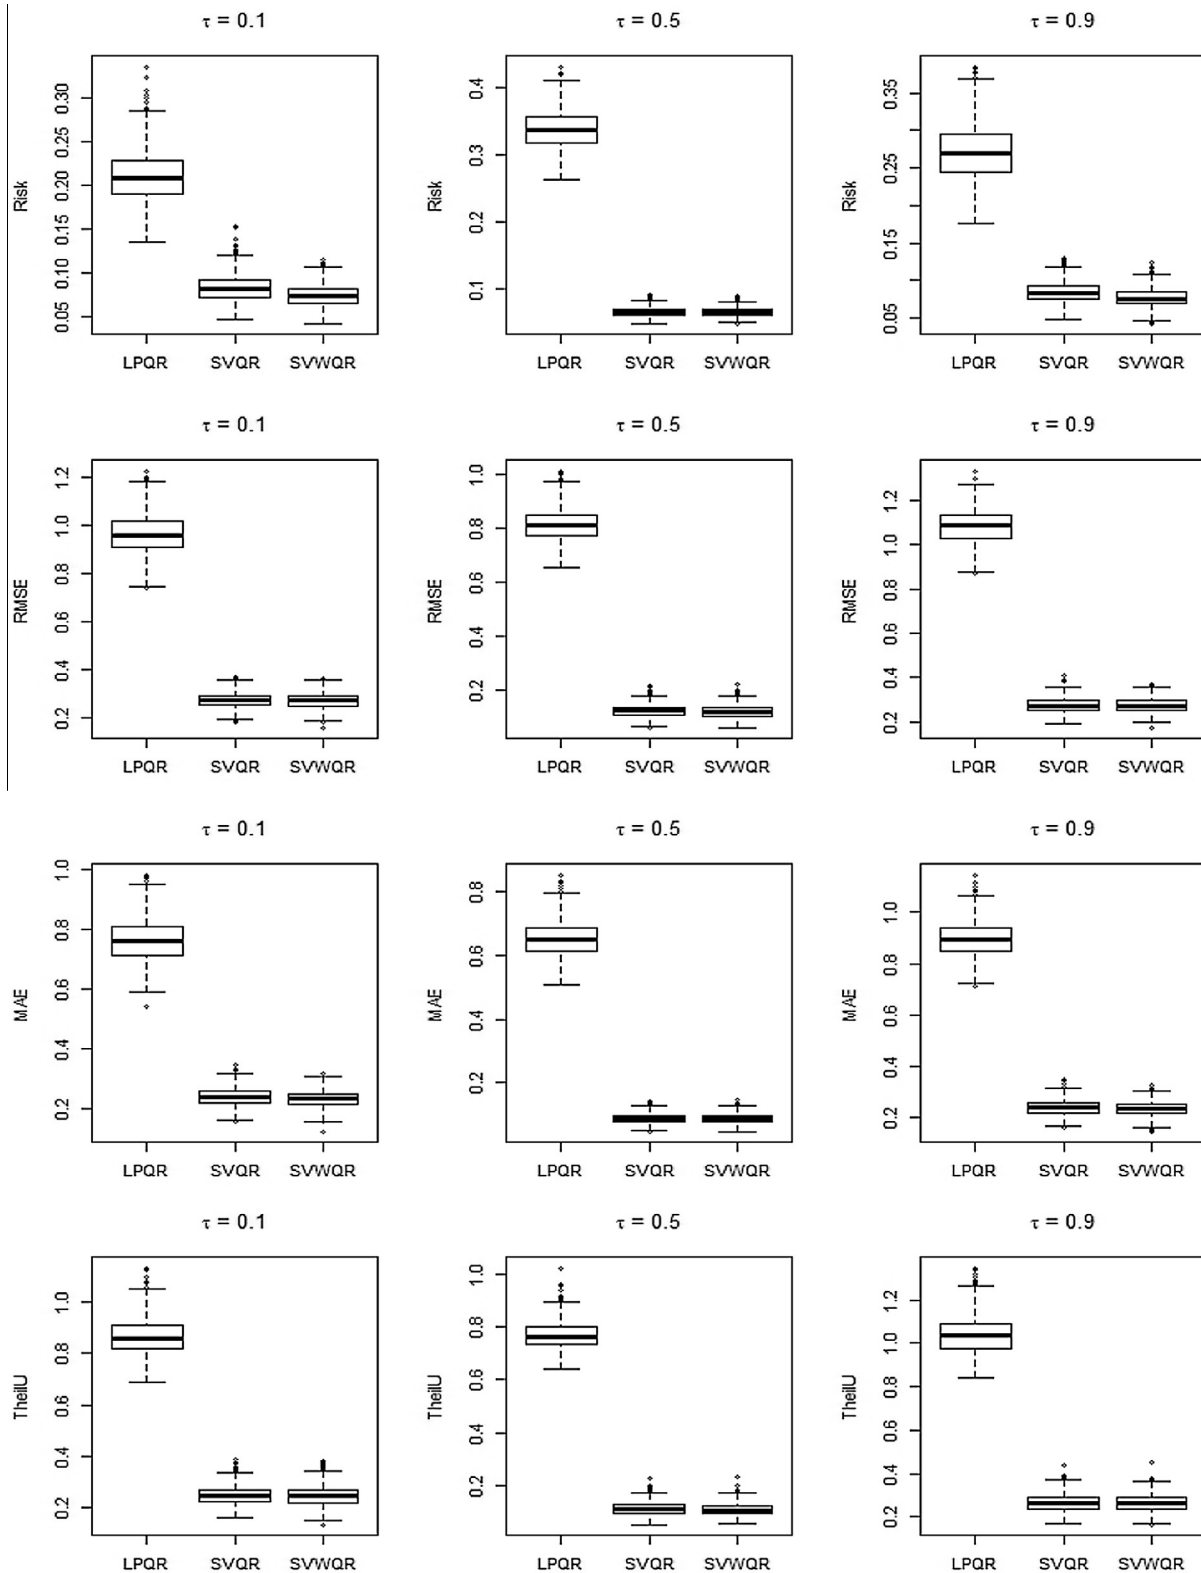 τ = 0.1
τ = 0.5
τ = 0.9
Risk
0.05 0.10 0.15 0.20 0.25 0.30
LPQR SVQR SVWQR
Risk
0.1 0.2 0.3 0.4
LPQR SVQR SVWQR
Risk
0.05 0.15 0.25 0.35
LPQR SVQR SVWQR
τ = 0.1
τ = 0.5
τ = 0.9
RMSE
0.2 0.4 0.6 0.8 1.0 1.2
LPQR SVQR SVWQR
RMSE
0.2 0.4 0.6 0.8 1.0
LPQR SVQR SVWQR
RMSE
0.2 0.4 0.6 0.8 1.0 1.2
LPQR SVQR SVWQR
τ = 0.1
τ = 0.5
τ = 0.9
MAE
0.2 0.4 0.6 0.8 1.0
LPQR SVQR SVWQR
MAE
0.2 0.4 0.6 0.8
LPQR SVQR SVWQR
MAE
0.2 0.4 0.6 0.8 1.0
LPQR SVQR SVWQR
τ = 0.1
τ = 0.5
τ = 0.9
TheilU
0.2 0.4 0.6 0.8 1.0
LPQR SVQR SVWQR
TheilU
0.2 0.4 0.6 0.8 1.0
LPQR SVQR SVWQR
TheilU
0.2 0.4 0.6 0.8 1.0 1.2
LPQR SVQR SVWQR